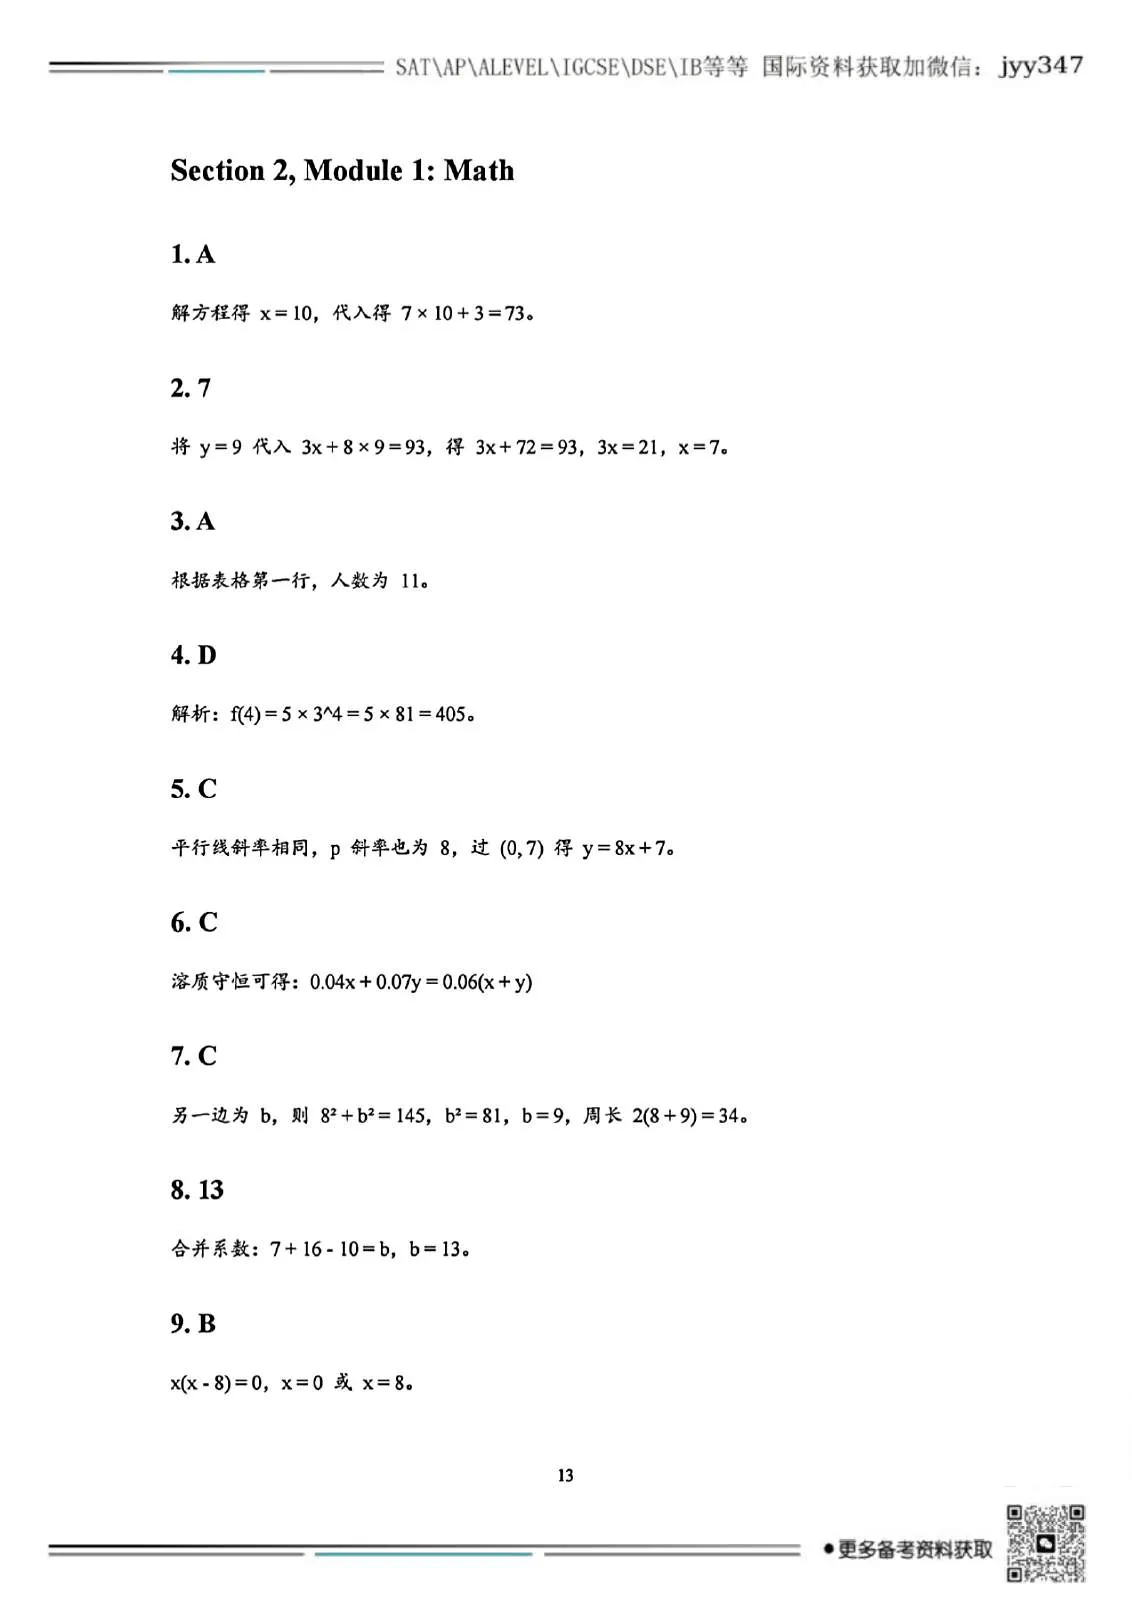 SAT\AP\ALEVEL\IGCSE\DSE\IB等等 国际资料获取加微信：jyy347
Section 2, Module 1: Math
1. A
解方程得 x = 10，代入得 7 × 10 + 3 = 73。
2. 7
将 y = 9 代入 3x + 8 × 9 = 93，得 3x + 72 = 93，3x = 21，x = 7。
3. A
根据表格第一行，人数为 11。
4. D
解析：f(4) = 5 × 3^4 = 5 × 81 = 405。
5. C
平行线斜率相同，p 斜率也为 8，过 (0, 7) 得 y = 8x + 7。
6. C
溶质守恒可得：0.04x + 0.07y = 0.06(x + y)
7. C
另一边为 b，则 8² + b² = 145，b² = 81，b = 9，周长 2(8 + 9) = 34。
8. 13
合并系数：7 + 16 - 10 = b，b = 13。
9. B
x(x - 8) = 0，x = 0 或 x = 8。
13
●更多备考资料获取